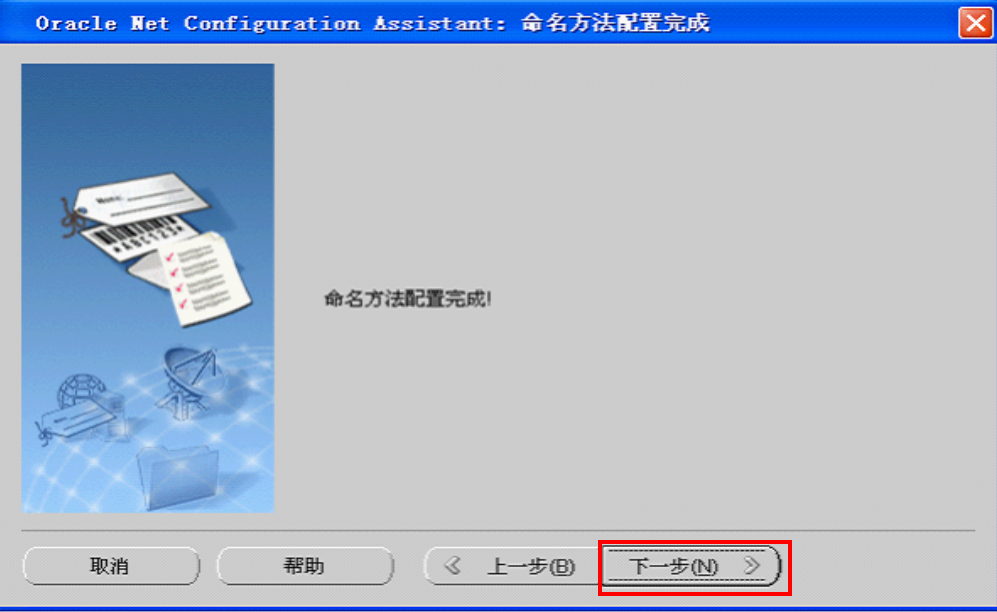 Oracle Net Configuration Assistant: 命名方法配置完成
*ABC123*
命名方法配置完成!
取消
帮助
上一步(B)
下一步(N)